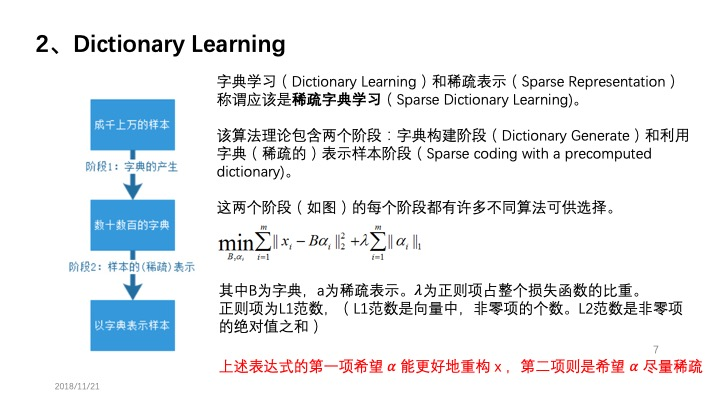 2、Dictionary Learning
成千上万的样本
阶段1：字典的产生
数十数百的字典
阶段2：样本的(稀疏)表示
以字典表示样本
字典学习（Dictionary Learning）和稀疏表示（Sparse Representation）
称谓应该是稀疏字典学习（Sparse Dictionary Learning)。
该算法理论包含两个阶段：字典构建阶段（Dictionary Generate）和利用
字典（稀疏的）表示样本阶段（Sparse coding with a precomputed
dictionary)。
这两个阶段（如图）的每个阶段都有许多不同算法可供选择。
min_{B,α_i} ∑_{i=1}^{m} ‖x_i − Bα_i‖_2^2 + λ∑_{i=1}^{m} ‖α_i‖_1
其中B为字典，a为稀疏表示。λ为正则项占整个损失函数的比重。
正则项为L1范数，（L1范数是向量中，非零项的个数。L2范数是非零项
的绝对值之和）
上述表达式的第一项希望 α 能更好地重构 x ，第二项则是希望 α 尽量稀疏
7
2018/11/21